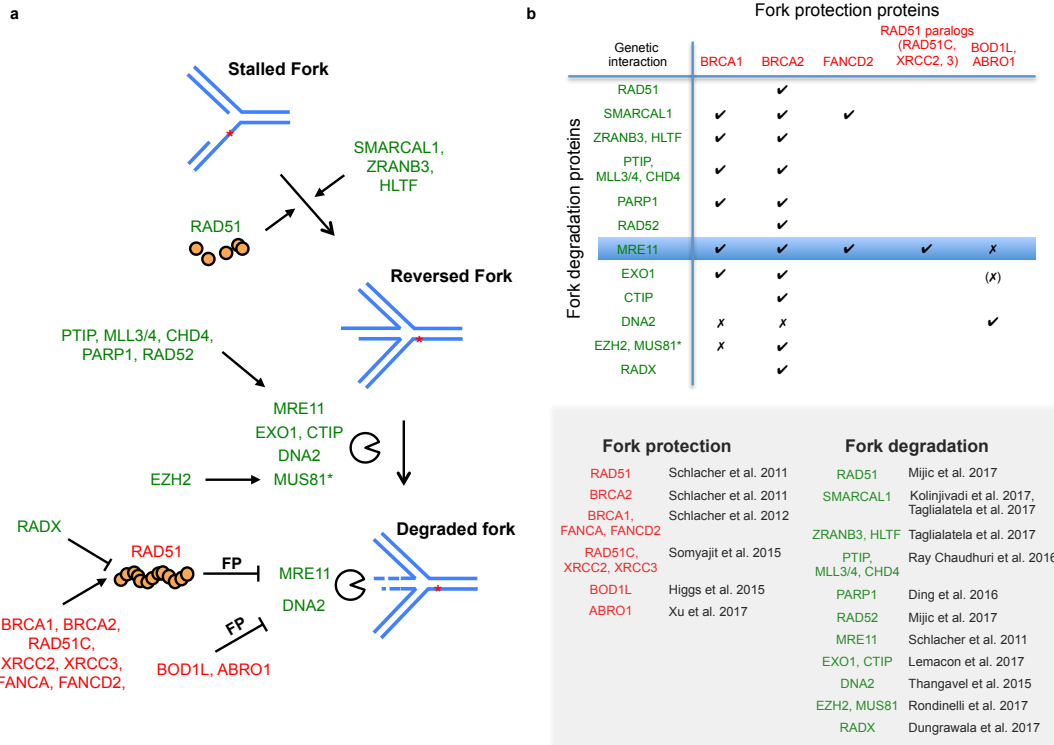 a
Stalled Fork
SMARCAL1,
ZRANB3,
HLTF
RAD51
Reversed Fork
PTIP, MLL3/4, CHD4,
PARP1, RAD52
MRE11
EXO1, CTIP
DNA2
MUS81*
EZH2
RADX
RAD51
FP
Degraded fork
MRE11
DNA2
BRCA1, BRCA2,
RAD51C,
XRCC2, XRCC3,
FANCA, FANCD2,
FP
BOD1L, ABRO1
b
Fork protection proteins
Fork degradation proteins
Genetic
interaction
BRCA1
BRCA2
FANCD2
RAD51 paralogs
(RAD51C,
XRCC2, 3)
BOD1L,
ABRO1
RAD51 ✔
SMARCAL1 ✔ ✔ ✔
ZRANB3, HLTF ✔ ✔
PTIP,
MLL3/4, CHD4 ✔ ✔
PARP1 ✔ ✔
RAD52 ✔
MRE11 ✔ ✔ ✔ ✔ ✗
EXO1 ✔ ✔ (✗)
CTIP ✔
DNA2 ✗ ✗ ✔
EZH2, MUS81* ✗ ✔
RADX ✔
Fork protection
RAD51 Schlacher et al. 2011
BRCA2 Schlacher et al. 2011
BRCA1, Schlacher et al. 2012
FANCA, FANCD2
RAD51C, Somyajit et al. 2015
XRCC2, XRCC3
BOD1L Higgs et al. 2015
ABRO1 Xu et al. 2017
Fork degradation
RAD51 Mijic et al. 2017
SMARCAL1 Kolinjivadi et al. 2017,
Taglialatela et al. 2017
ZRANB3, HLTF Taglialatela et al. 2017
PTIP, Ray Chaudhuri et al. 2016
MLL3/4, CHD4
PARP1 Ding et al. 2016
RAD52 Mijic et al. 2017
MRE11 Schlacher et al. 2011
EXO1, CTIP Lemacon et al. 2017
DNA2 Thangavel et al. 2015
EZH2, MUS81 Rondinelli et al. 2017
RADX Dungrawala et al. 2017